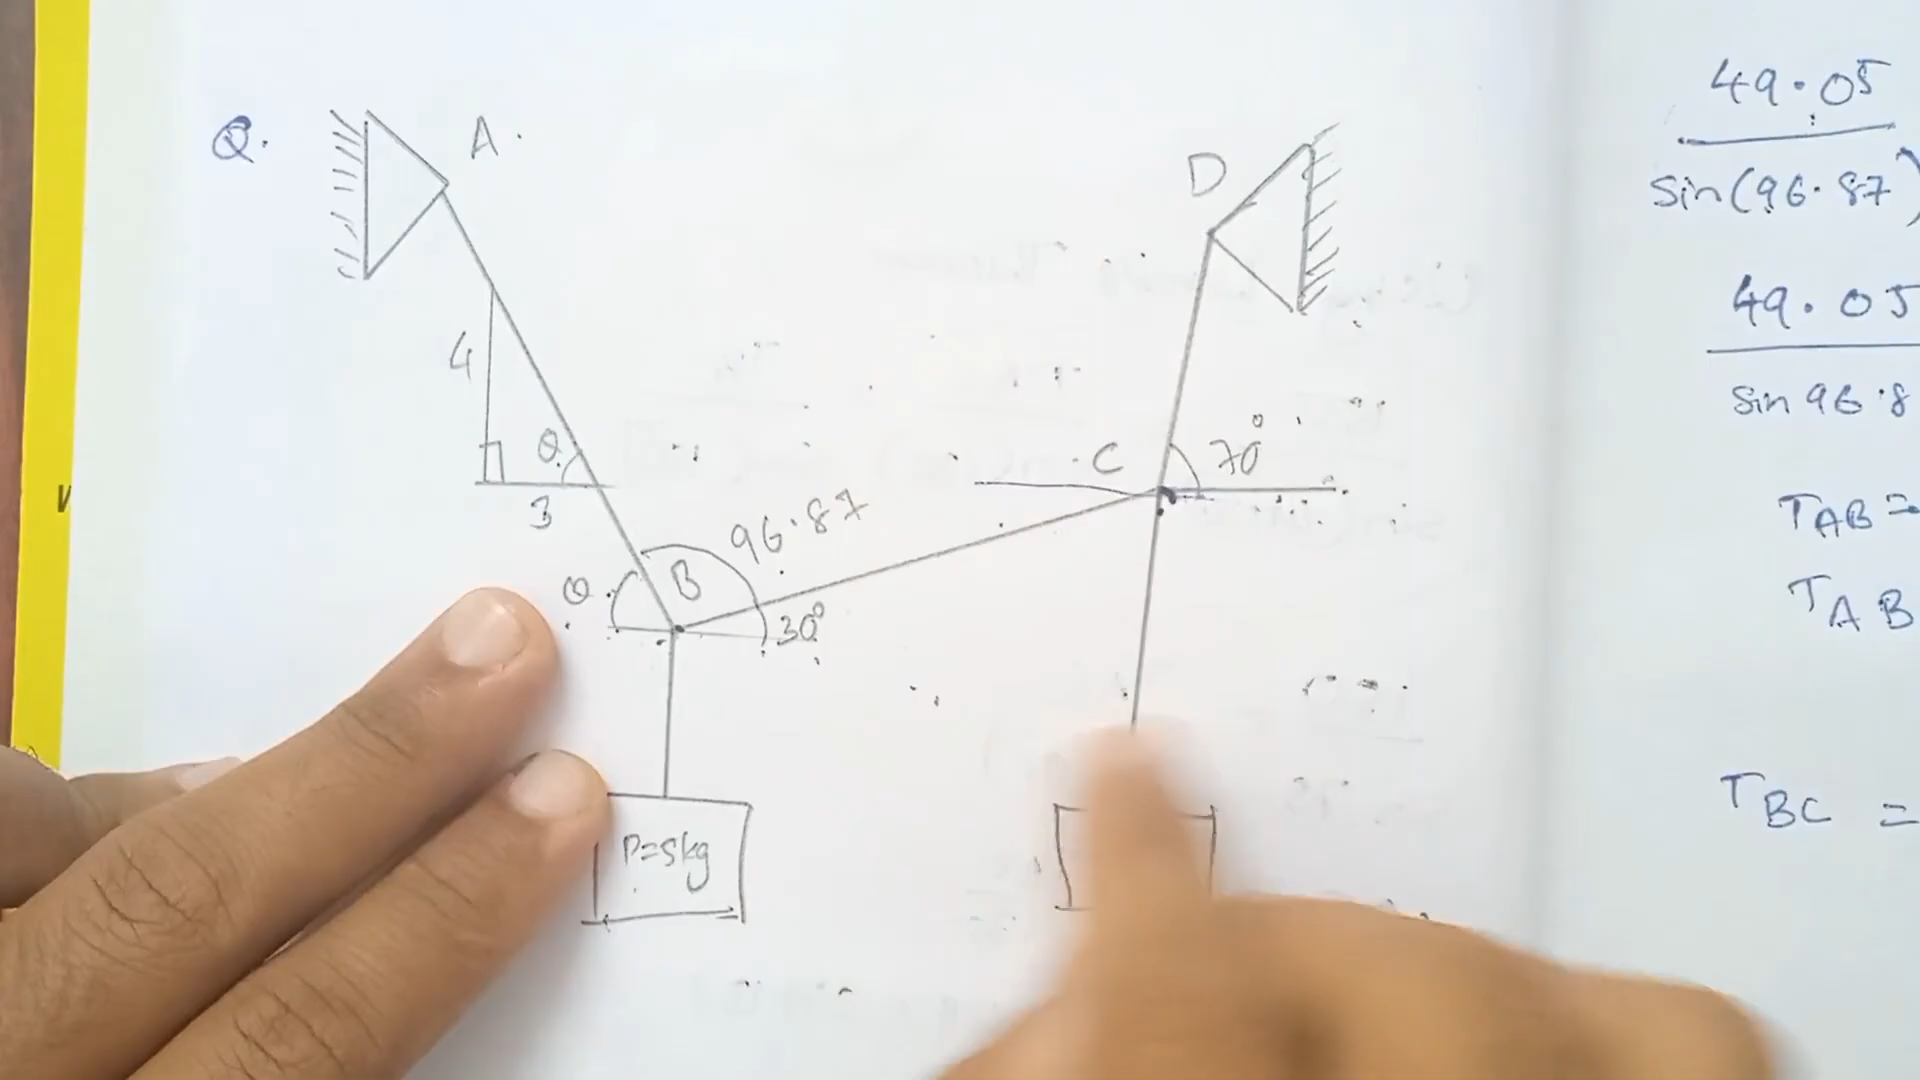 Q.
A.
D
4
θ
3
C
70°
96.87
θ
B
30°
P=5kg
49.05
Sin(96.87)
49.05
Sin 96.8
TAB=
TAB
TBC =